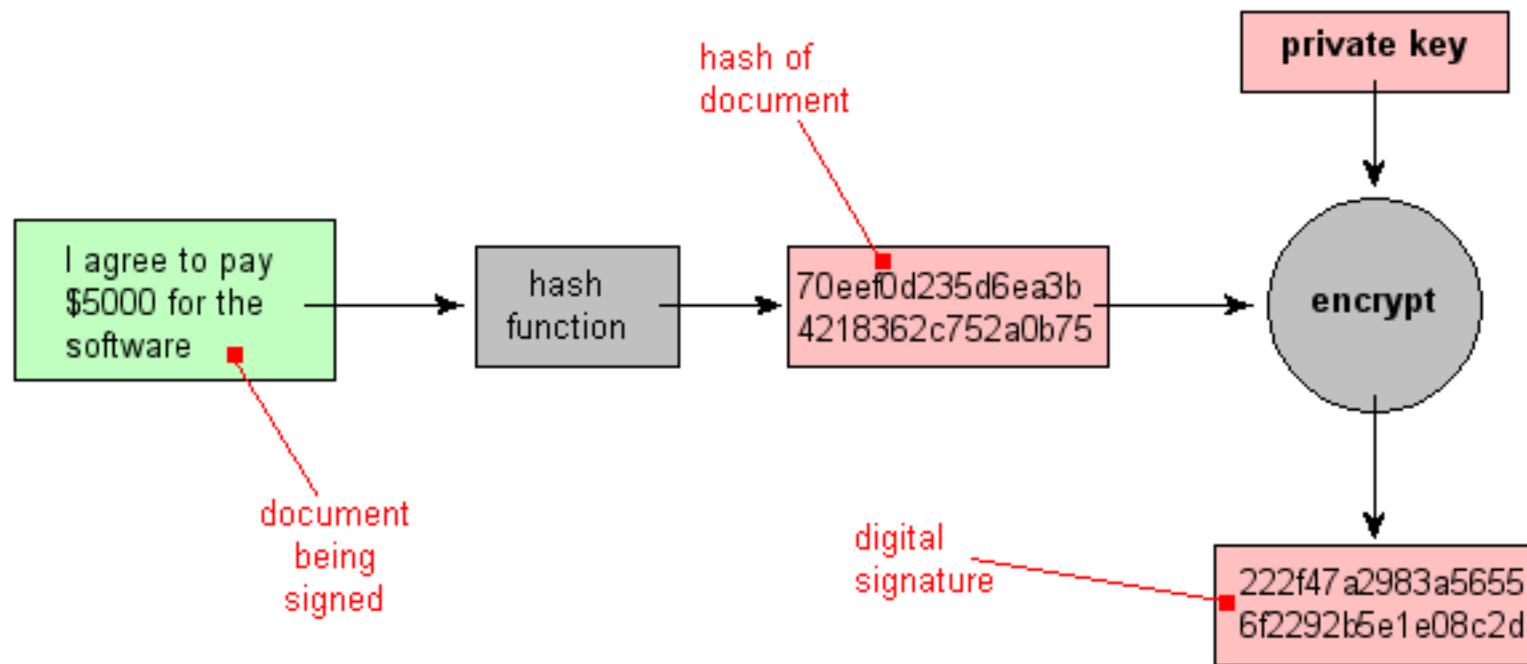 hash of
document
private key
I agree to pay
$5000 for the
software
hash
function
70eef0d235d6ea3b
4218362c752a0b75
encrypt
document
being
signed
digital
signature
222f47a2983a5655
6f2292b5e1e08c2d